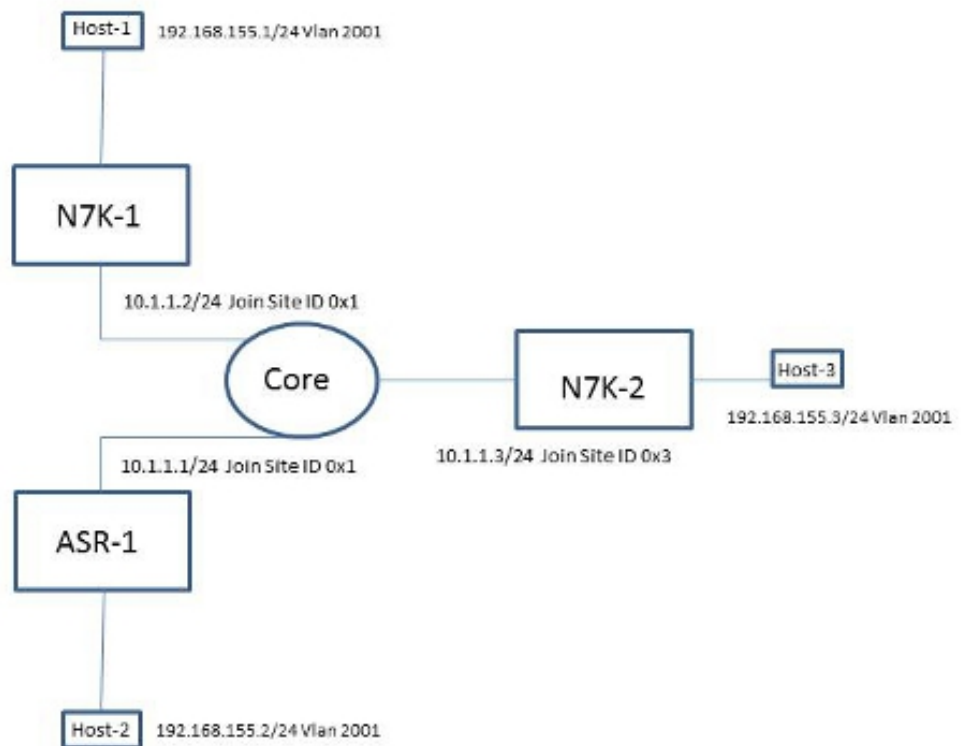 Host-1 192.168.155.1/24 Vlan 2001
N7K-1
10.1.1.2/24 Join Site ID 0x1
Core
N7K-2
Host-3
192.168.155.3/24 Vlan 2001
10.1.1.1/24 Join Site ID 0x1
10.1.1.3/24 Join Site ID 0x3
ASR-1
Host-2 192.168.155.2/24 Vlan 2001